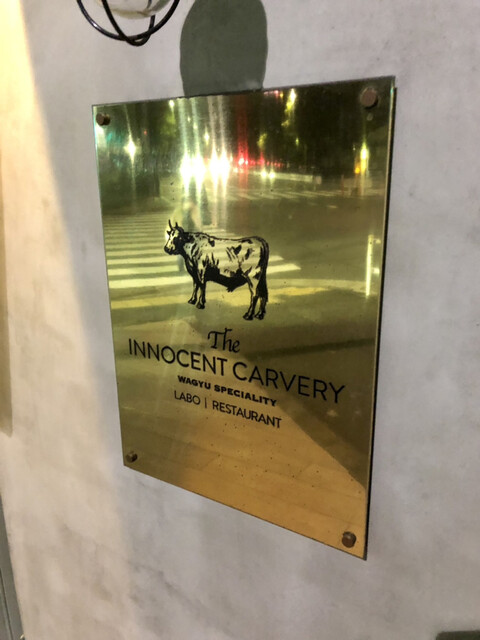 The
INNOCENT CARVERY
WAGYU SPECIALITY
LABO | RESTAURANT